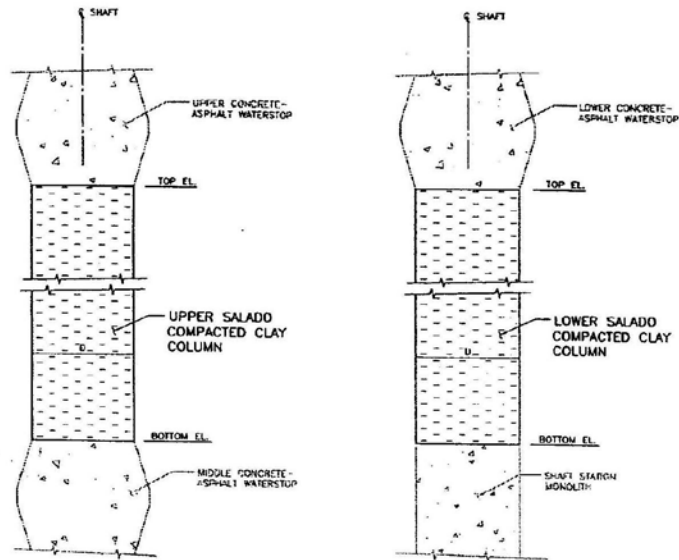 ℄ SHAFT
UPPER CONCRETE-
ASPHALT WATERSTOP
TOP EL.
UPPER SALADO
COMPACTED CLAY
COLUMN
BOTTOM EL.
MIDDLE CONCRETE-
ASPHALT WATERSTOP
℄ SHAFT
LOWER CONCRETE-
ASPHALT WATERSTOP
TOP EL.
LOWER SALADO
COMPACTED CLAY
COLUMN
BOTTOM EL.
SHAFT STATION
MONOLITH